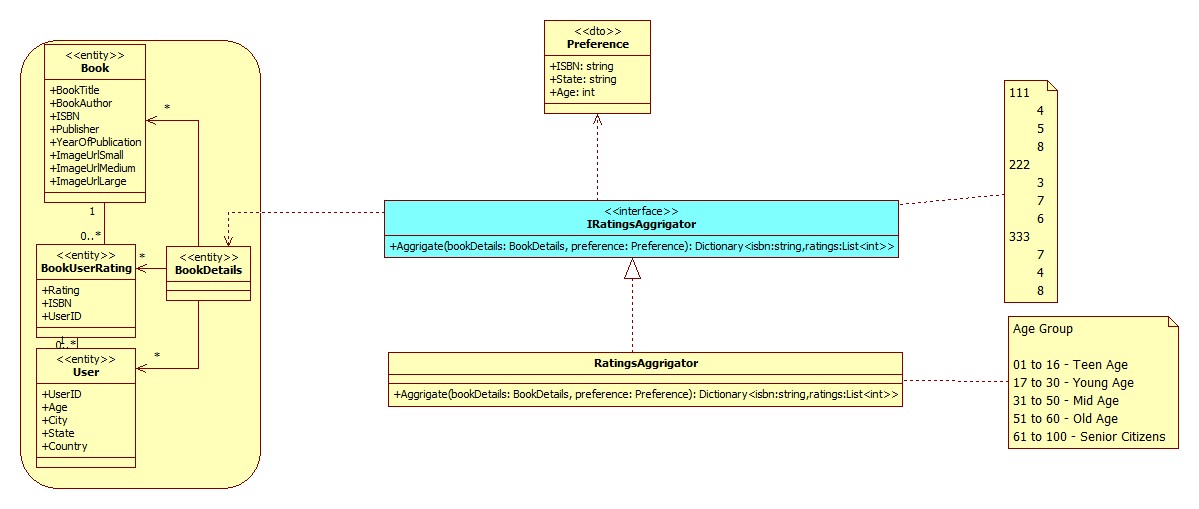 <<entity>>
Book
+BookTitle
+BookAuthor
+ISBN
+Publisher
+YearOfPublication
+ImageUrlSmall
+ImageUrlMedium
+ImageUrlLarge
*
1
0..*
<<entity>>
BookUserRating
+Rating
+ISBN
+UserID
*
<<entity>>
BookDetails
1
0..*
<<entity>>
User
+UserID
+Age
+City
+State
+Country
*
<<dto>>
Preference
+ISBN: string
+State: string
+Age: int
<<interface>>
IRatingsAggrigator
+Aggrigate(bookDetails: BookDetails, preference: Preference): Dictionary<isbn:string,ratings:List<int>>
RatingsAggrigator
+Aggrigate(bookDetails: BookDetails, preference: Preference): Dictionary<isbn:string,ratings:List<int>>
111
4
5
8
222
3
7
6
333
7
4
8
Age Group
01 to 16 - Teen Age
17 to 30 - Young Age
31 to 50 - Mid Age
51 to 60 - Old Age
61 to 100 - Senior Citizens